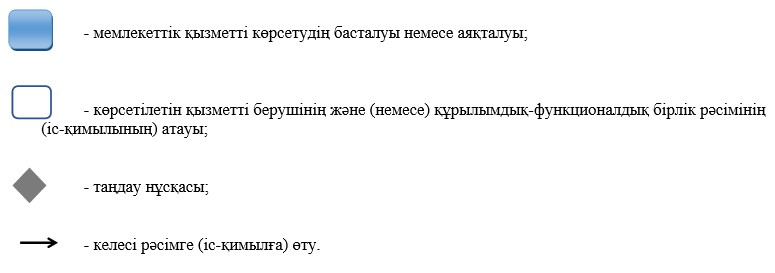 - мемлекеттік қызметті көрсетудің басталуы немесе аяқталуы;
- көрсетілетін қызметті берушінің және (немесе) құрылымдық-функционалдық бірлік рәсімінің
(іс-қимылының) атауы;
- таңдау нұсқасы;
- келесі рәсімге (іс-қимылға) өту.